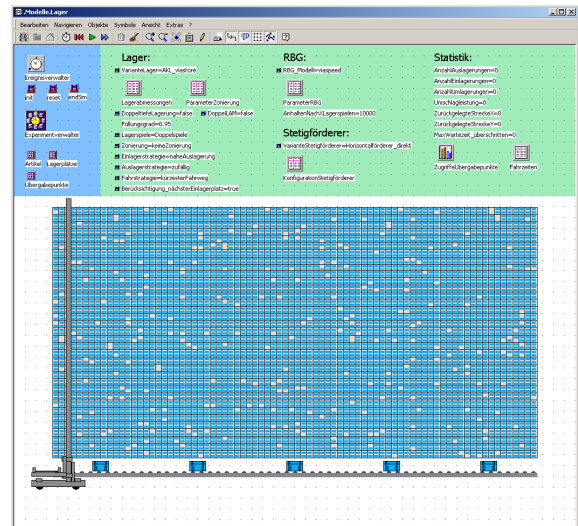 .Modelle.Lager
Bearbeiten Navigieren Objekte Symbole Ansicht Extras ?
Ereignisverwalter
init reset endSim
Experimentverwalter
Artikel Lagerplätze
Übergabepunkte
Lager:
VarianteLager=AKL_viastore
Lagerabmessungen ParameterZonierung
DoppeltiefeLagerung=false DoppelLAM=false
Füllungsgrad=0.95
Lagerspiele=Doppelspiele
Zonierung=keineZonierung
Einlagerstrategie=naheAuslagerung
Auslagerstrategie=zufällig
Fahrstrategie=kürzesterFahrweg
Berücksichtigung_nächsterEinlagerplatz=true
RBG:
RBG_Modell=viaspeed
ParameterRBG
AnhaltenNachXLagerspielen=10000
Stetigförderer:
VarianteStetigförderer=Horizontalförderer_direkt
KonfigurationStetigförderer
Statistik:
AnzahlAuslagerungen=0
AnzahlEinlagerungen=0
AnzahlUmlagerungen=0
Umschlagleistung=0
ZurückgelegteStreckeX=0
ZurückgelegteStreckeY=0
MaxWartezeit_überschritten=0
ZugriffeÜbergabepunkte Fahrzeiten